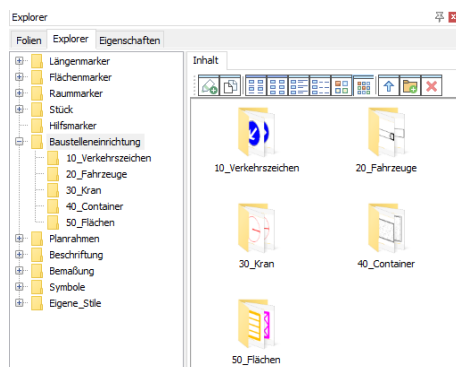 Explorer
Folien Explorer Eigenschaften
Längenmarker
Flächenmarker
Raummarker
Stück
Hilfsmarker
Baustelleneinrichtung
10_Verkehrszeichen
20_Fahrzeuge
30_Kran
40_Container
50_Flächen
Planrahmen
Beschriftung
Bemaßung
Symbole
Eigene_Stile
Inhalt
10_Verkehrszeichen 20_Fahrzeuge
30_Kran 40_Container
50_Flächen